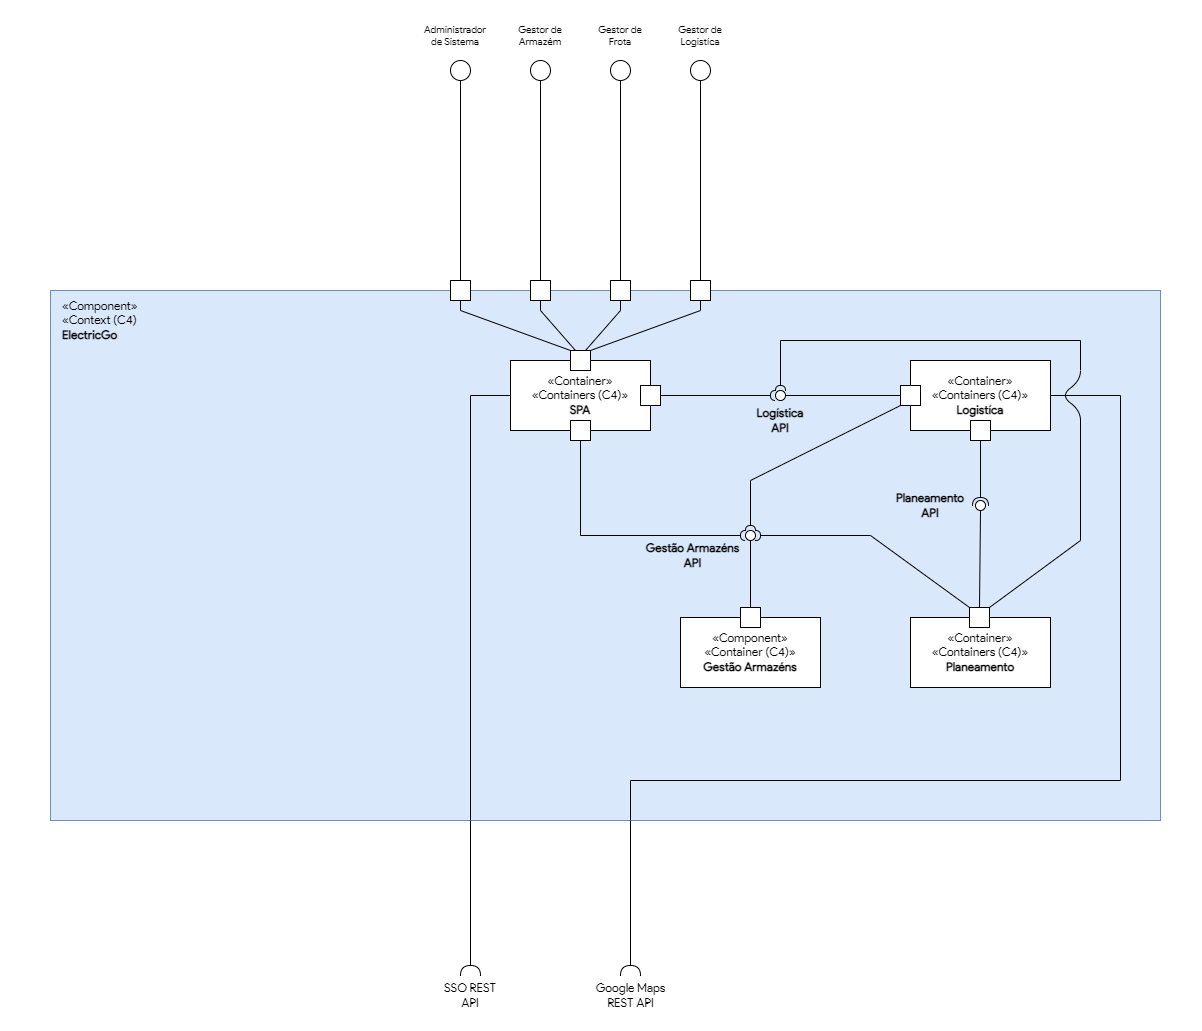 Administrador
de Sistema
Gestor de
Armazém
Gestor de
Frota
Gestor de
Logística
«Component»
«Context (C4)
ElectricGo
«Container»
«Containers (C4)»
SPA
Logística
API
«Container»
«Containers (C4)»
Logistíca
Planeamento
API
Gestão Armazéns
API
«Component»
«Container (C4)»
Gestão Armazéns
«Container»
«Containers (C4)»
Planeamento
SSO REST
API
Google Maps
REST API